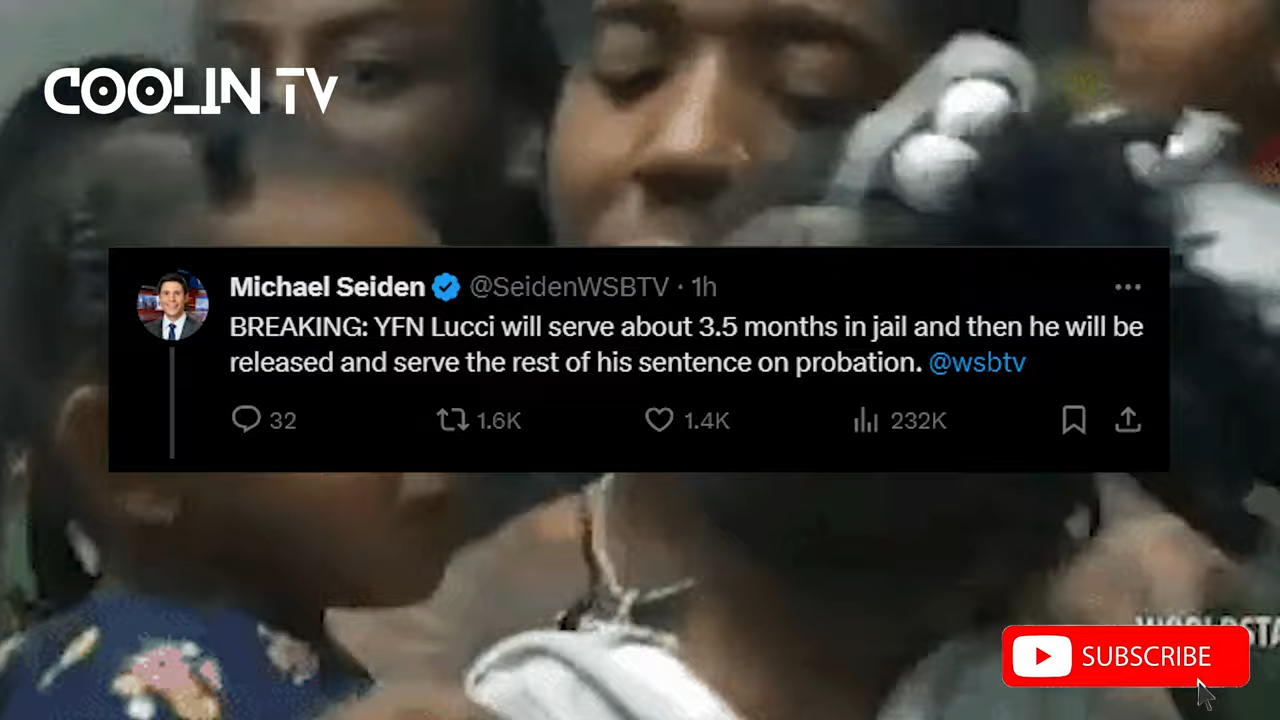 COOLIN TV
Michael Seiden @SeidenWSBTV · 1h
BREAKING: YFN Lucci will serve about 3.5 months in jail and then he will be
released and serve the rest of his sentence on probation. @wsbtv
32 1.6K 1.4K 232K
SUBSCRIBE